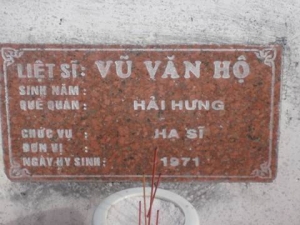 LIỆT SĨ: VŨ VĂN HỘ
SINH NĂM:
QUÊ QUÁN: HẢI HƯNG
CHỨC VỤ : HẠ SĨ
ĐƠN VỊ :
NGÀY HY SINH: 1971